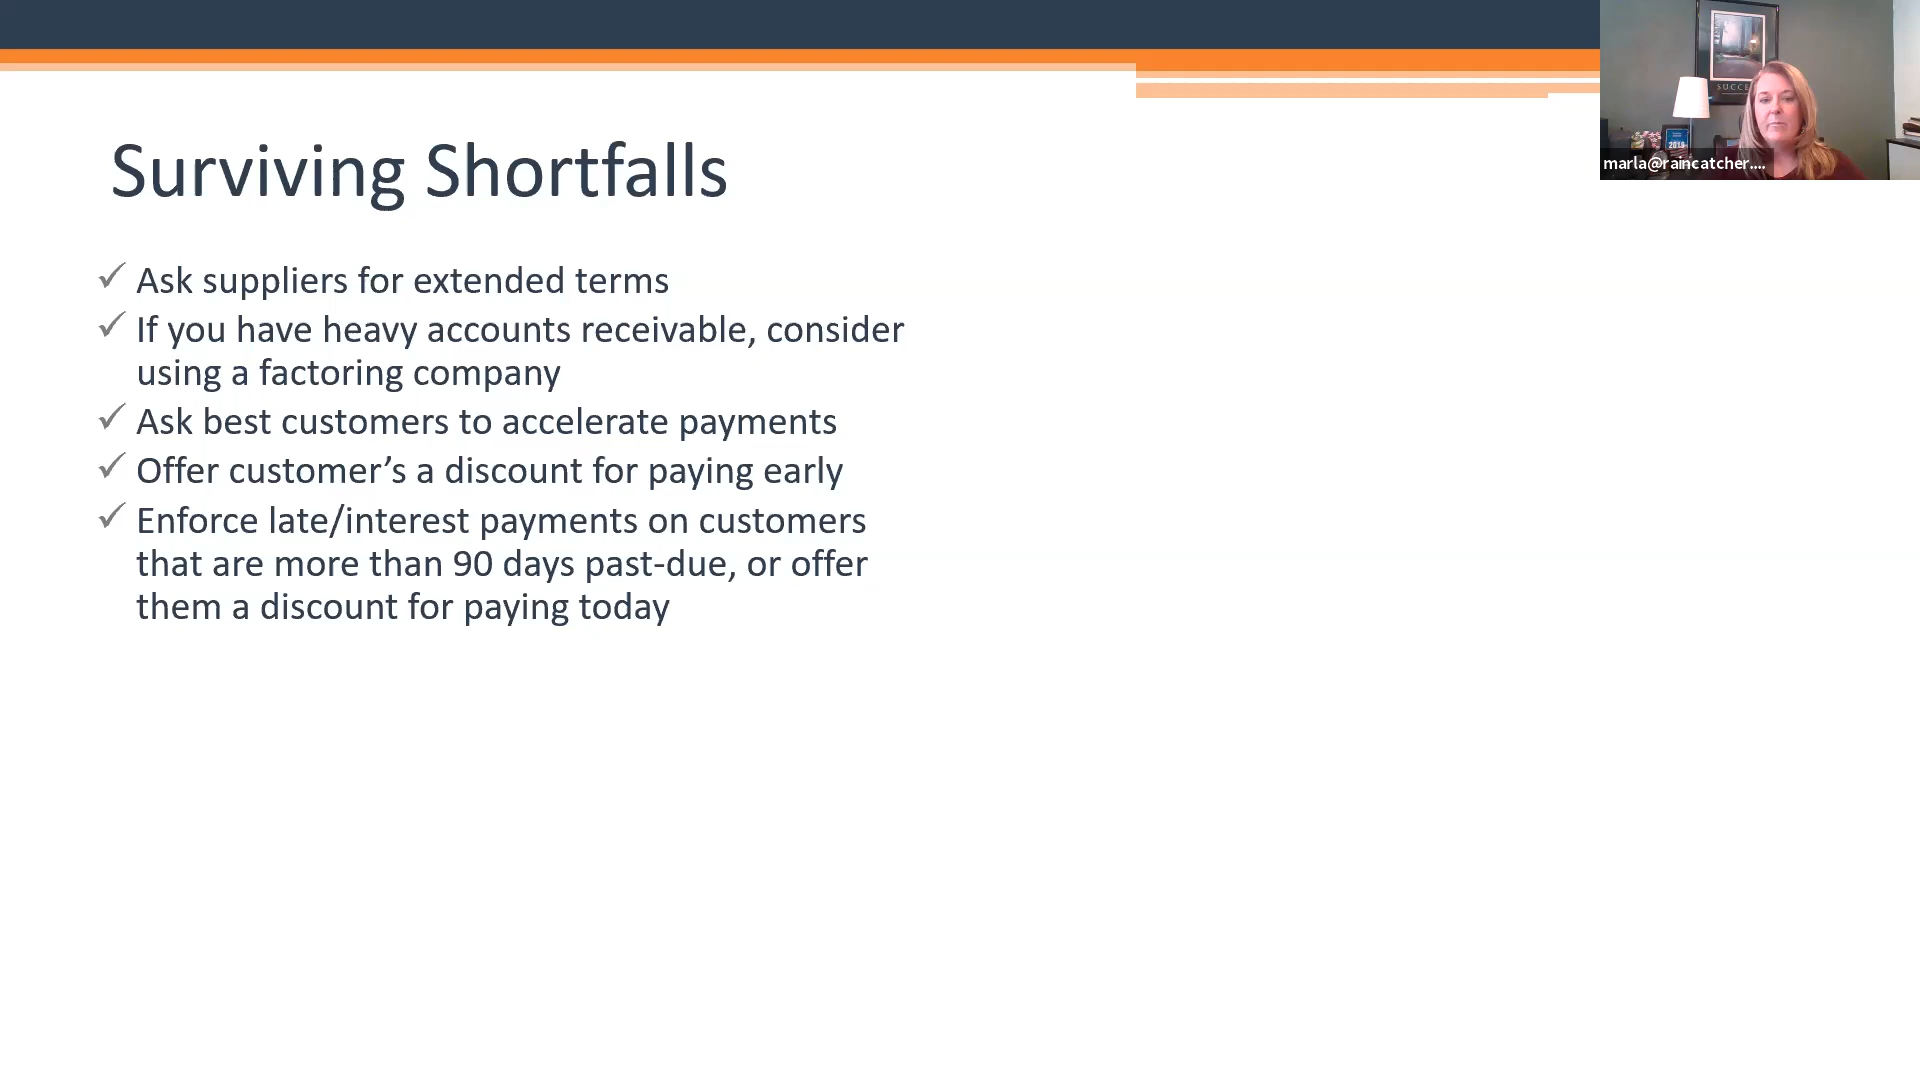 Surviving Shortfalls
✓ Ask suppliers for extended terms
✓ If you have heavy accounts receivable, consider
using a factoring company
✓ Ask best customers to accelerate payments
✓ Offer customer’s a discount for paying early
✓ Enforce late/interest payments on customers
that are more than 90 days past-due, or offer
them a discount for paying today
SUCCE
2019
marla@raincatcher....